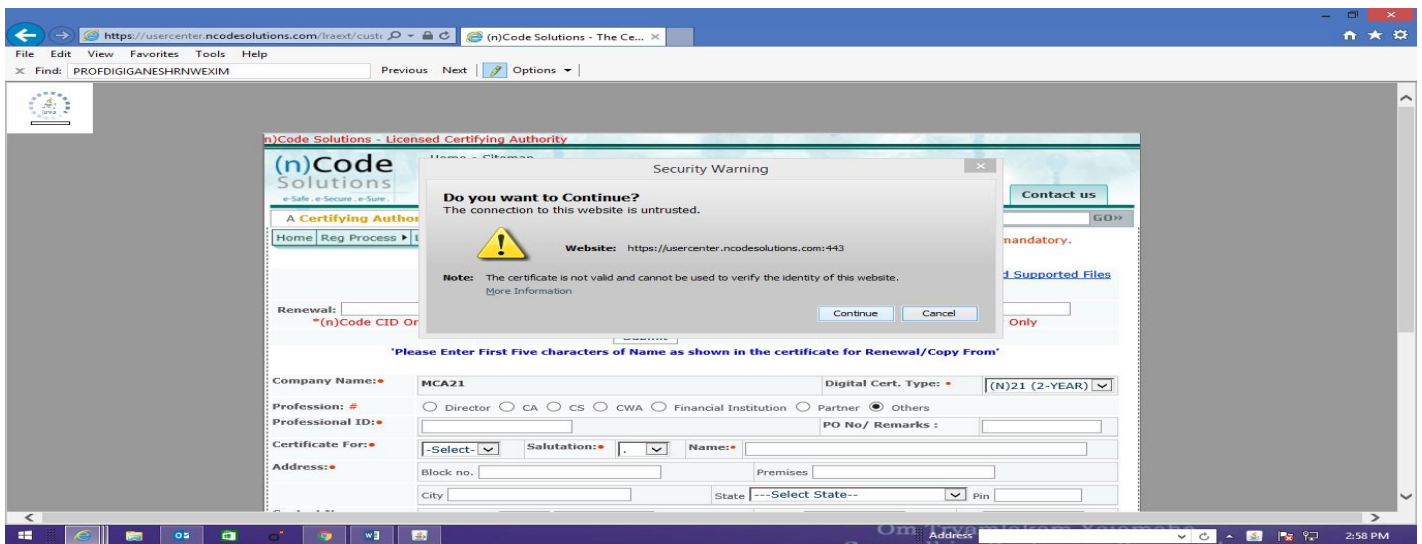 https://usercenter.ncodesolutions.com/lraext/custo
(n)Code Solutions - The Ce...
File Edit View Favorites Tools Help
Find: PROFDIGIGANESHRNWEXIM Previous Next Options
n)Code Solutions - Licensed Certifying Authority
(n)Code
Solutions
e-Safe . e-Secure . e-Sure .
Home - Sitemap
Contact us
A Certifying Author
GO»
Home Reg Process
mandatory.
d Supported Files
Security Warning
Do you want to Continue?
The connection to this website is untrusted.
Website: https://usercenter.ncodesolutions.com:443
Note: The certificate is not valid and cannot be used to verify the identity of this website.
More Information
Continue Cancel
Renewal:
*(n)Code CID Or
Only
Submit
'Please Enter First Five characters of Name as shown in the certificate for Renewal/Copy From'
Company Name:• MCA21 Digital Cert. Type: • (N)21 (2-YEAR)
Profession: # Director CA CS CWA Financial Institution Partner Others
Professional ID:• PO No/ Remarks :
Certificate For:• -Select- Salutation:• . Name:•
Address:• Block no. Premises
City State ---Select State-- Pin
Address
2:58 PM